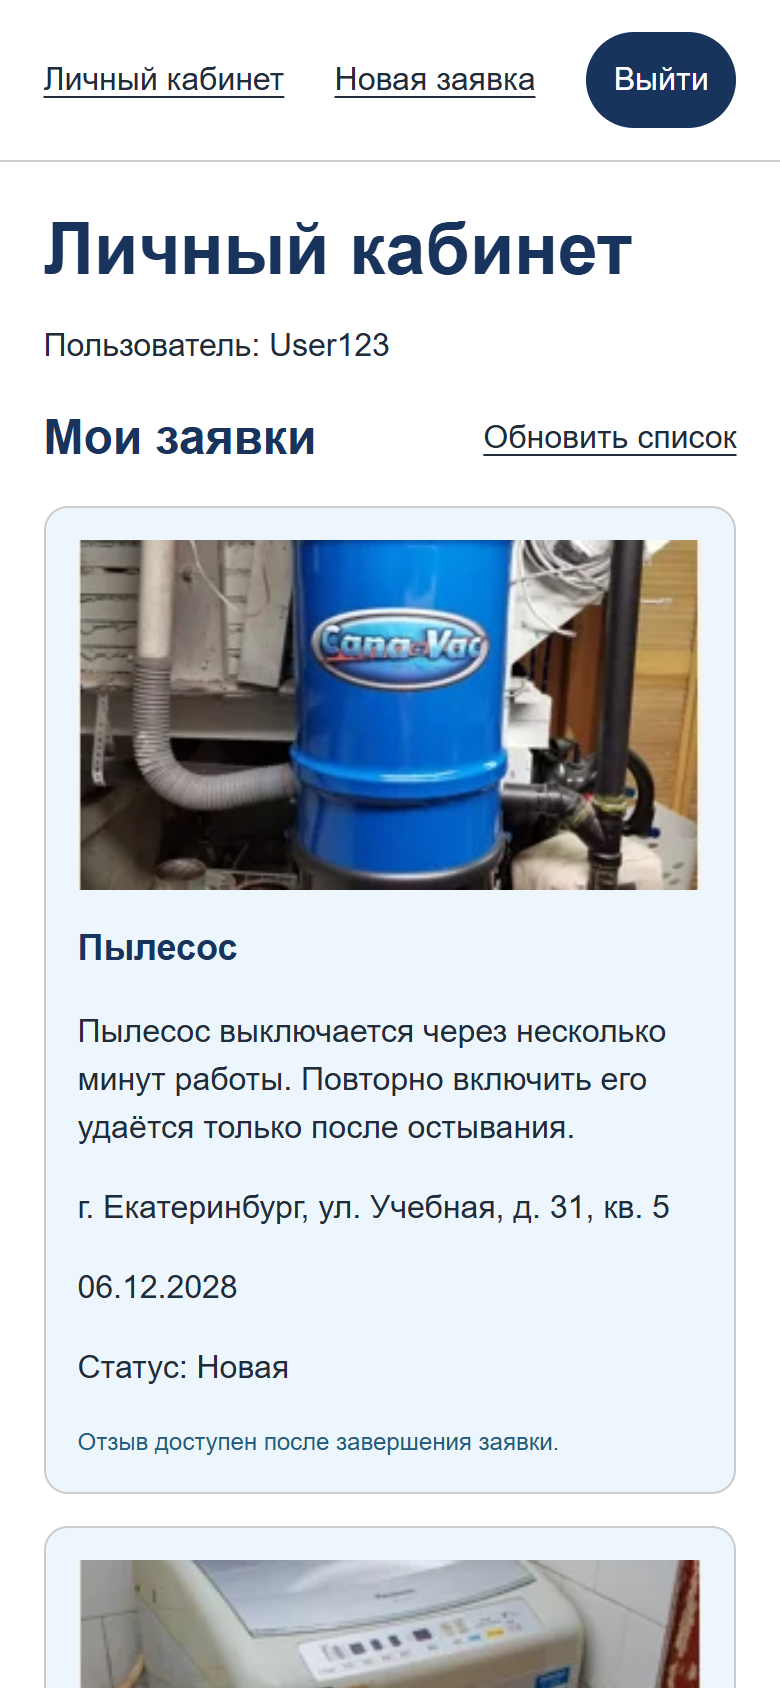 Личный кабинет
Новая заявка
Выйти
Личный кабинет
Пользователь: User123
Мои заявки
Обновить список
Cana-Vac
Пылесос
Пылесос выключается через несколько
минут работы. Повторно включить его
удаётся только после остывания.
г. Екатеринбург, ул. Учебная, д. 31, кв. 5
06.12.2028
Статус: Новая
Отзыв доступен после завершения заявки.